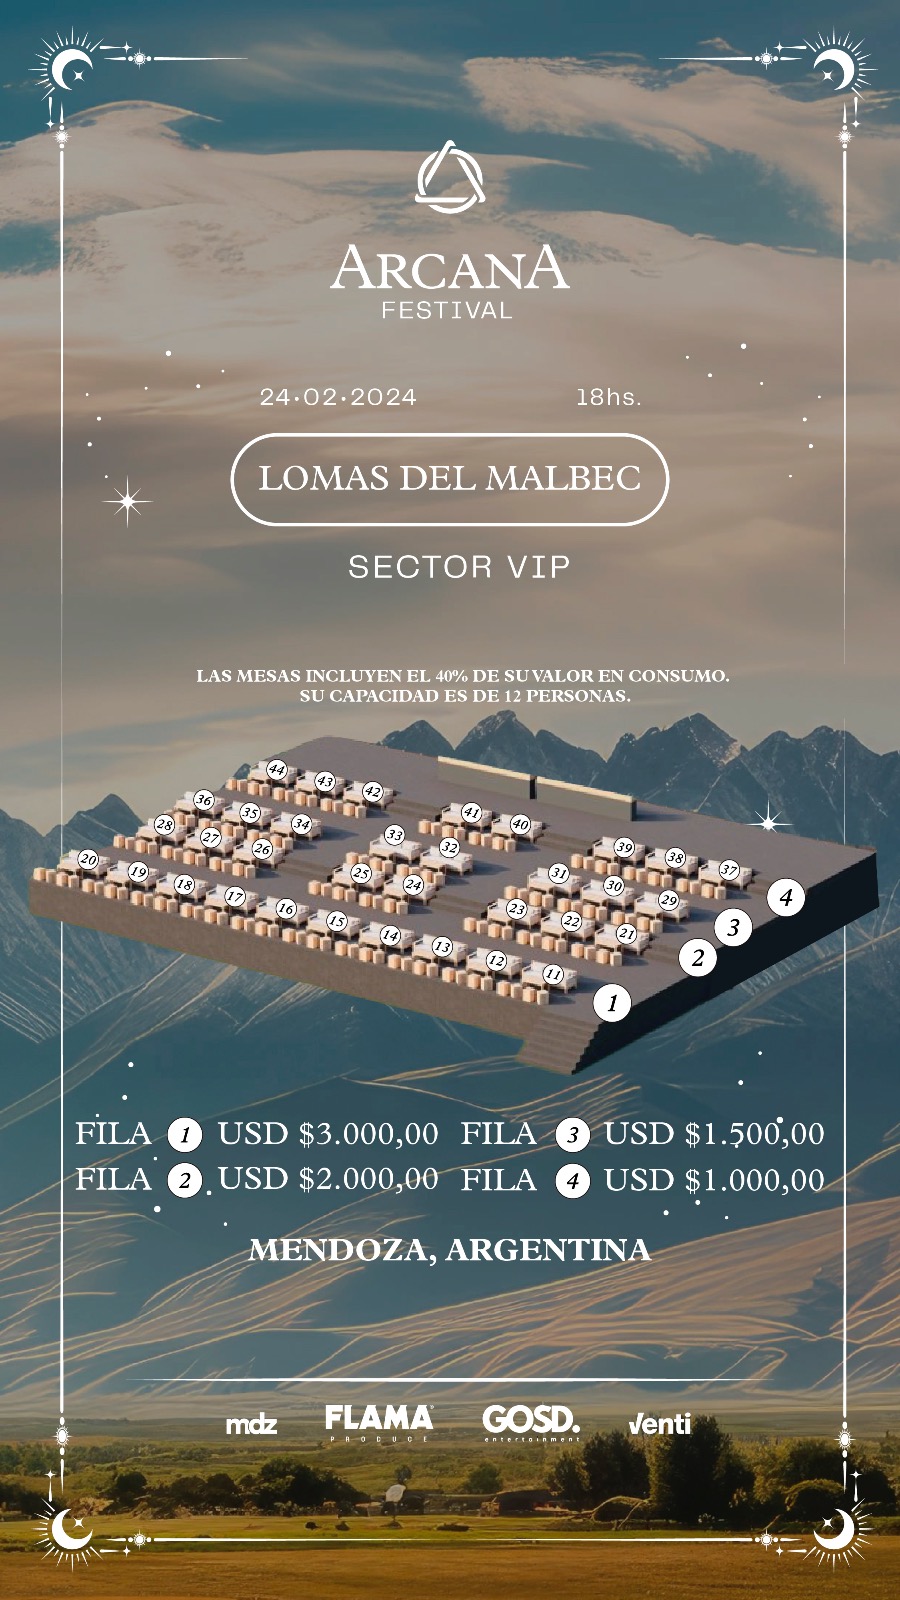 ARCANA
FESTIVAL
24·02·2024 18hs.
LOMAS DEL MALBEC
SECTOR VIP
LAS MESAS INCLUYEN EL 40% DE SU VALOR EN CONSUMO.
SU CAPACIDAD ES DE 12 PERSONAS.
44 43 42
41 40
39 38 37
36 35 34
33 32
31 30 29
28 27 26
25 24
23 22 21
20 19 18 17 16 15 14 13 12 11
4
3
2
1
FILA 1 USD $3.000,00 FILA 3 USD $1.500,00
FILA 2 USD $2.000,00 FILA 4 USD $1.000,00
MENDOZA, ARGENTINA
mdz FLAMA GOSD. Venti
PRODUCE entertainment